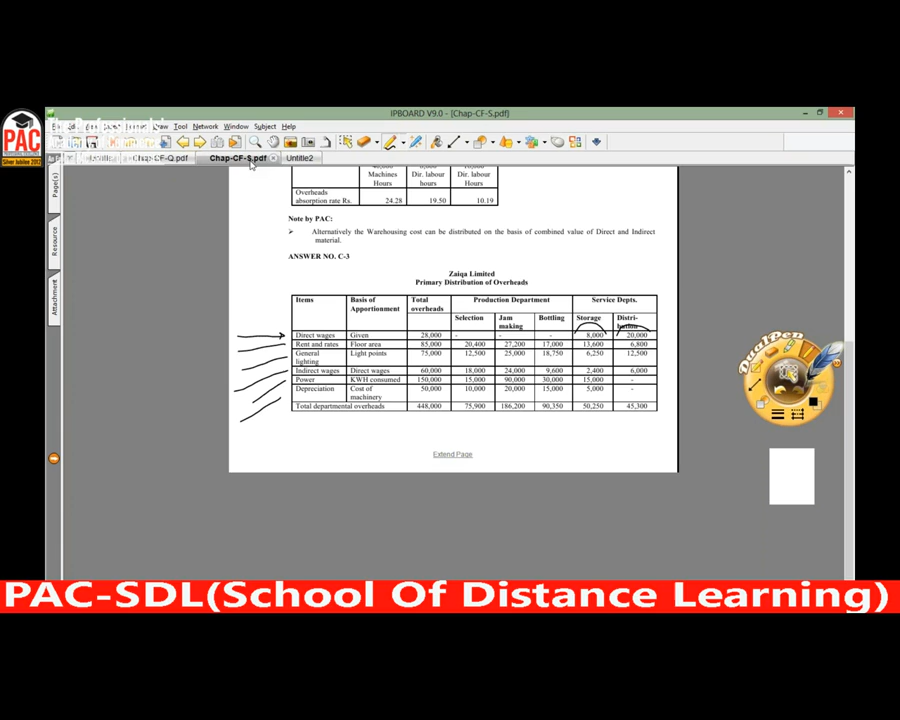 IPBOARD V9.0 - [Chap-CF-S.pdf]
PAC
Silver Jubilee 2012
Draw Tool Network Window Subject Help
Chap-CF-Q.pdf Chap-CF-S.pdf Untitle2
Page(s)
Resource
Attachment
Machines Hours Dir. labour hours Dir. labour Hours
Overheads absorption rate Rs. 24.28 19.50 10.19
Note by PAC:
Alternatively the Warehousing cost can be distributed on the basis of combined value of Direct and Indirect
material.
ANSWER NO. C-3
Zaiqa Limited
Primary Distribution of Overheads
Items Basis of Apportionment Total overheads Production Department Service Depts.
Selection Jam making Bottling Storage Distri-bution
Direct wages Given 28,000 - - - 8,000 20,000
Rent and rates Floor area 85,000 20,400 27,200 17,000 13,600 6,800
General lighting Light points 75,000 12,500 25,000 18,750 6,250 12,500
Indirect wages Direct wages 60,000 18,000 24,000 9,600 2,400 6,000
Power KWH consumed 150,000 15,000 90,000 30,000 15,000 -
Depreciation Cost of machinery 50,000 10,000 20,000 15,000 5,000 -
Total departmental overheads 448,000 75,900 186,200 90,350 50,250 45,300
Extend Page
DualPen
PAC-SDL(School Of Distance Learning)